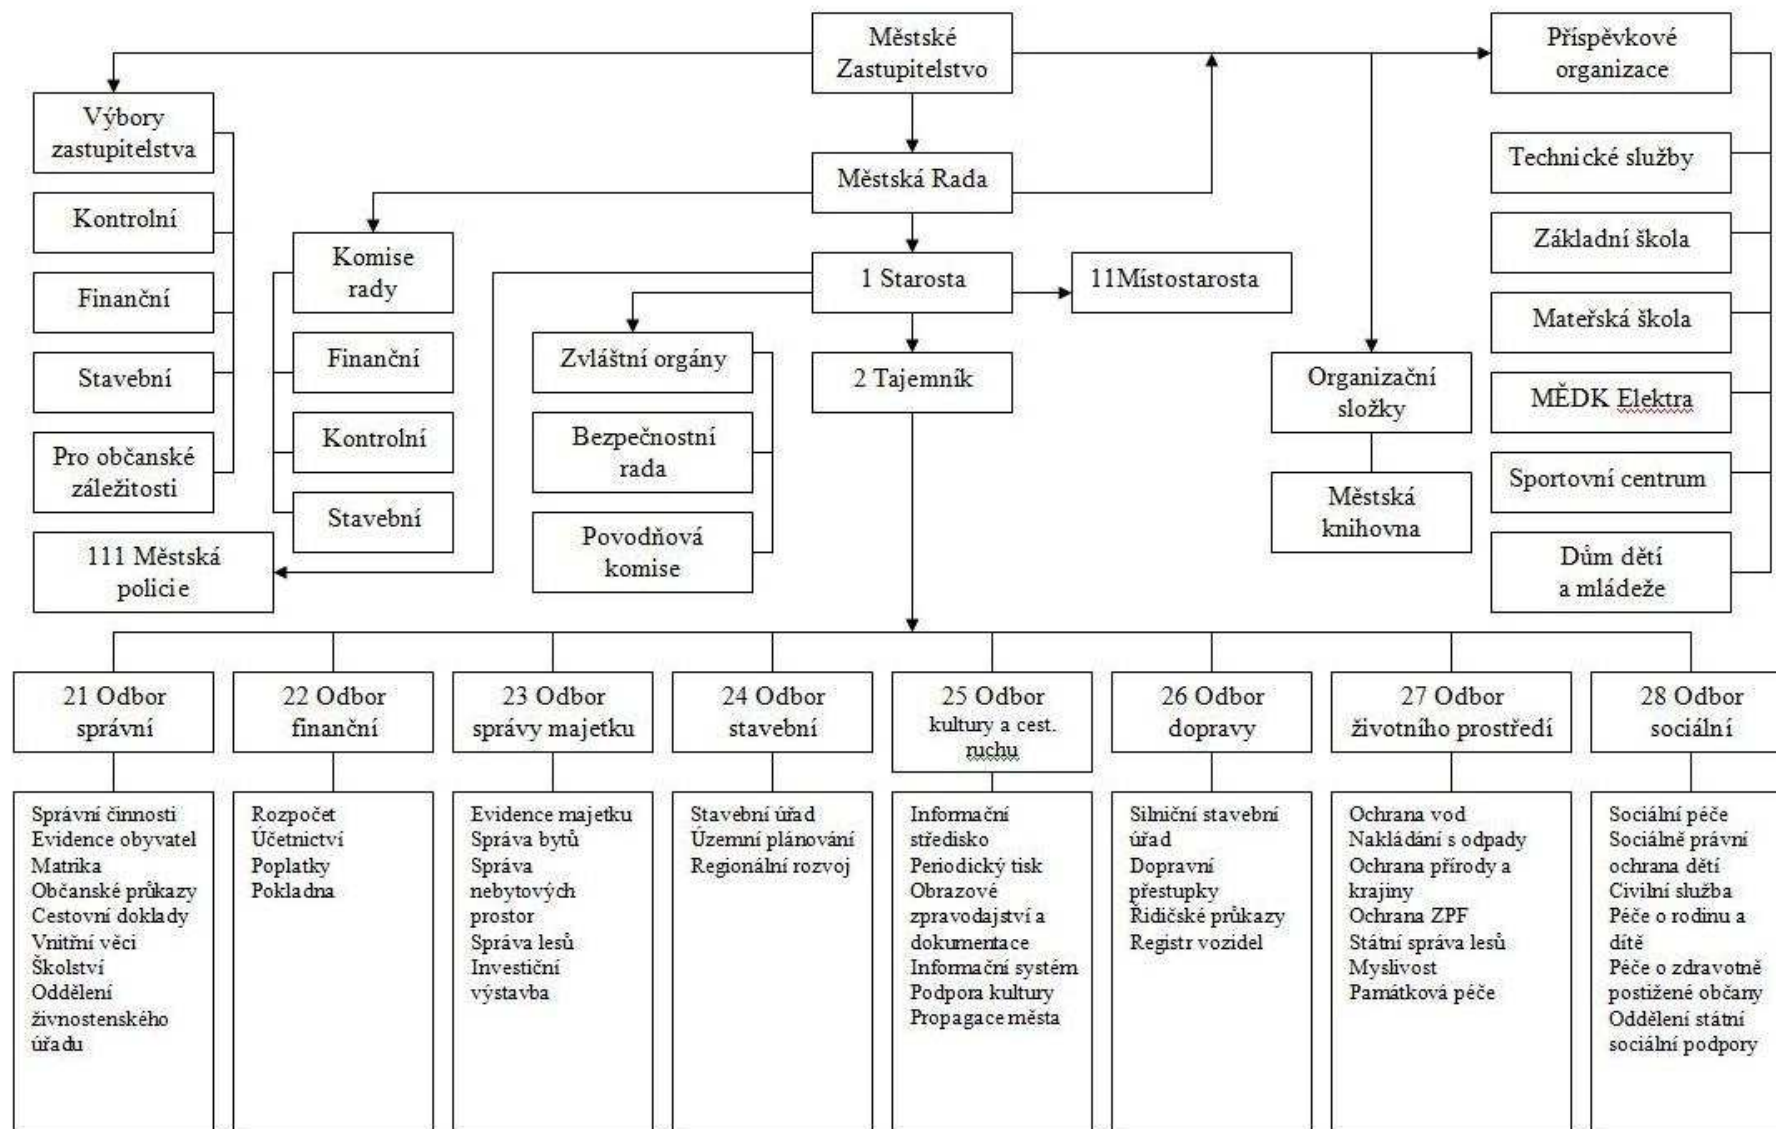 Městské
Zastupitelstvo
Příspěvkové
organizace
Výbory
zastupitelstva
Kontrolní
Finanční
Stavební
Pro občanské
záležitosti
111 Městská
policie
Městská Rada
Komise
rady
Finanční
Kontrolní
Stavební
1 Starosta
11Místostarosta
Zvláštní orgány
Bezpečnostní
rada
Povodňová
komise
2 Tajemník
Organizační
složky
Městská
knihovna
Technické služby
Základní škola
Mateřská škola
MĚDK Elektra
Sportovní centrum
Dům dětí
a mládeže
21 Odbor
správní
22 Odbor
finanční
23 Odbor
správy majetku
24 Odbor
stavební
25 Odbor
kultury a cest.
ruchu
26 Odbor
dopravy
27 Odbor
životního prostředí
28 Odbor
sociální
Správní činnosti
Evidence obyvatel
Matrika
Občanské průkazy
Cestovní doklady
Vnitřní věci
Školství
Oddělení
živnostenského
úřadu
Rozpočet
Účetnictví
Poplatky
Pokladna
Evidence majetku
Správa bytů
Správa
nebytových
prostor
Správa lesů
Investiční
výstavba
Stavební úřad
Územní plánování
Regionální rozvoj
Informační
středisko
Periodický tisk
Obrazové
zpravodajství a
dokumentace
Informační systém
Podpora kultury
Propagace města
Silniční stavební
úřad
Dopravní
přestupky
Řidičské průkazy
Registr vozidel
Ochrana vod
Nakládání s odpady
Ochrana přírody a
krajiny
Ochrana ZPF
Státní správa lesů
Myslivost
Památková péče
Sociální péče
Sociálně právní
ochrana dětí
Civilní služba
Péče o rodinu a
dítě
Péče o zdravotně
postižené občany
Oddělení státní
sociální podpory